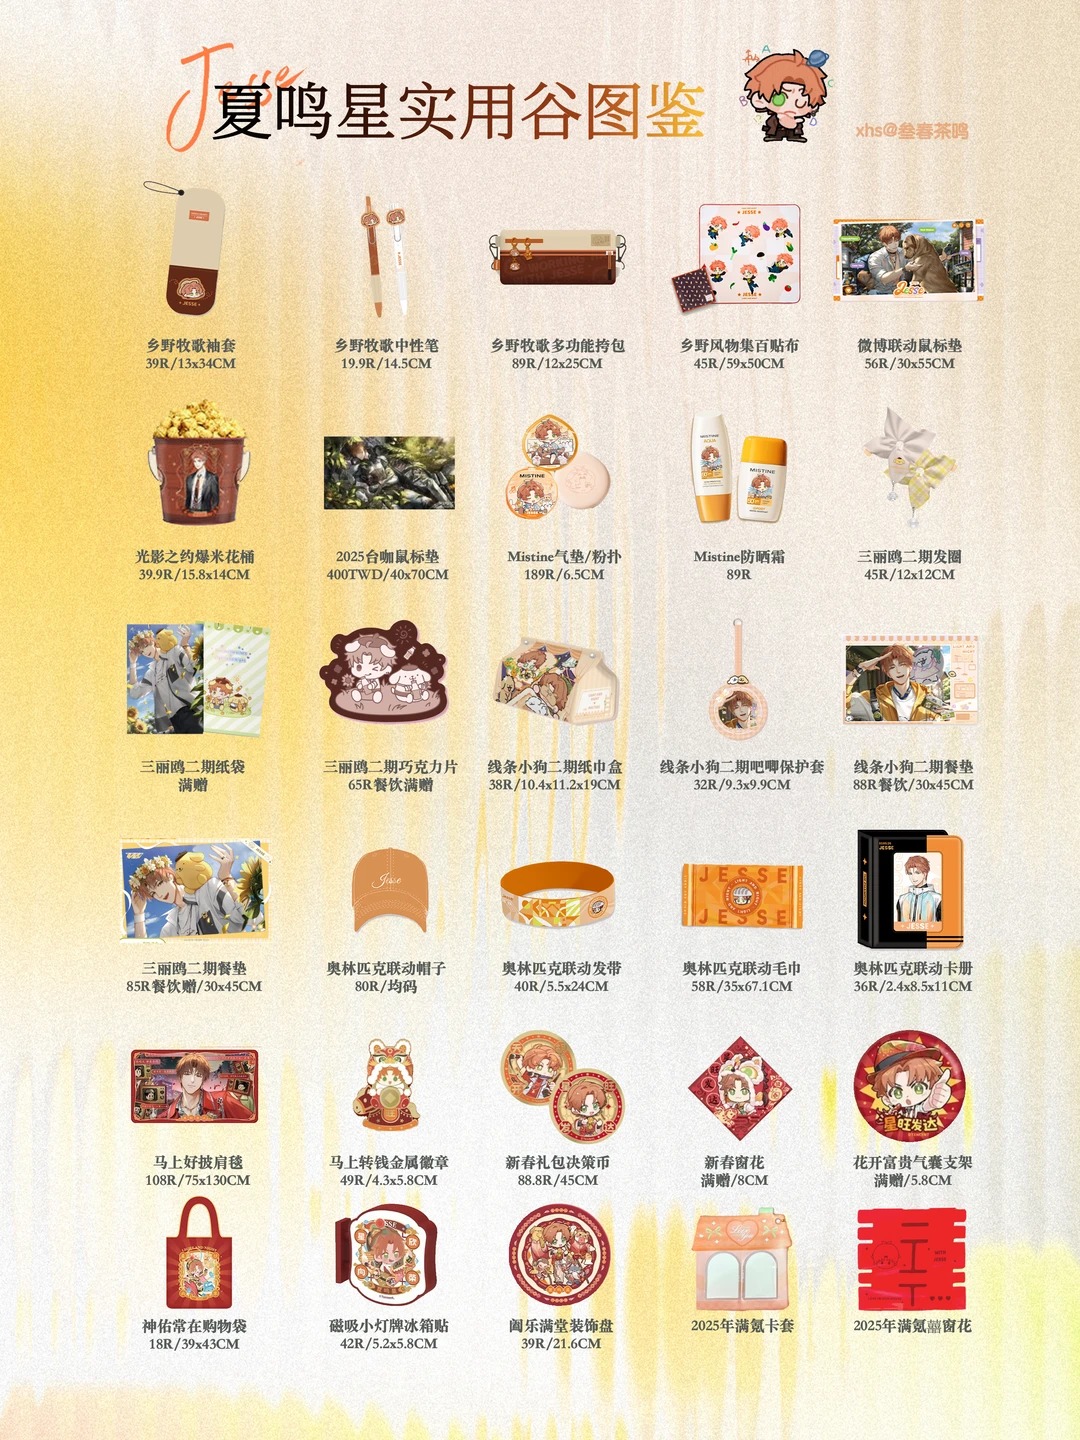 Jesse
夏鸣星实用谷图鉴
xhs@叁春茶鸣
乡野牧歌袖套
39R/13x34CM
乡野牧歌中性笔
19.9R/14.5CM
乡野牧歌多功能挎包
89R/12x25CM
乡野风物集百贴布
45R/59x50CM
微博联动鼠标垫
56R/30x55CM
光影之约爆米花桶
39.9R/15.8x14CM
2025台咖鼠标垫
400TWD/40x70CM
Mistine气垫/粉扑
189R/6.5CM
Mistine防晒霜
89R
三丽鸥二期发圈
45R/12x12CM
三丽鸥二期纸袋
满赠
三丽鸥二期巧克力片
65R餐饮满赠
线条小狗二期纸巾盒
38R/10.4x11.2x19CM
线条小狗二期吧唧保护套
32R/9.3x9.9CM
线条小狗二期餐垫
88R餐饮/30x45CM
三丽鸥二期餐垫
85R餐饮赠/30x45CM
奥林匹克联动帽子
80R/均码
奥林匹克联动发带
40R/5.5x24CM
奥林匹克联动毛巾
58R/35x67.1CM
奥林匹克联动卡册
36R/2.4x8.5x11CM
马上好披肩毯
108R/75x130CM
马上转钱金属徽章
49R/4.3x5.8CM
新春礼包决策币
88.8R/45CM
新春窗花
满赠/8CM
花开富贵气囊支架
满赠/5.8CM
神佑常在购物袋
18R/39x43CM
磁吸小灯牌冰箱贴
42R/5.2x5.8CM
阖乐满堂装饰盘
39R/21.6CM
2025年满氪卡套
2025年满氪囍窗花
JESSE
JESSE
Jesse
MISTINE
MISTINE
MISTINE
Jesse
JESSE
JESSE
JESSE
JESSE
发达
星旺发达